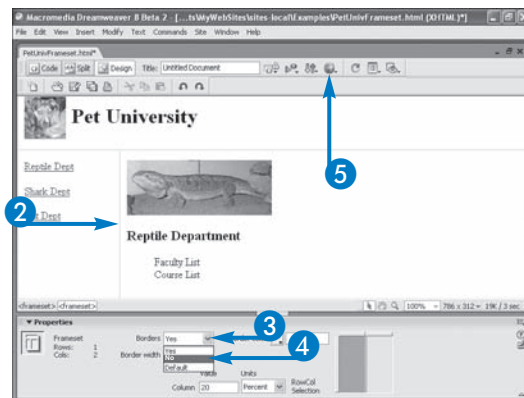 Macromedia Dreamweaver 8 Beta 2 - [...ts\MyWebSites\sites-local\Examples\PetUnivFrameset.html (XHTML)*]
File Edit View Insert Modify Text Commands Site Window Help
PetUnivFrameset.html*
Code Split Design Title: Untitled Document
5
Pet University
Reptile Dept
Shark Dept
2 Dept
Reptile Department
Faculty List
Course List
<frameset> <frameset> 100% 786 x 312 19K / 3 sec
Properties
Frameset Borders Yes 3
Rows: 1 Yes
Cols: 2 Border width No 4
Default
Value Units
Column 20 Percent RowCol
Selection